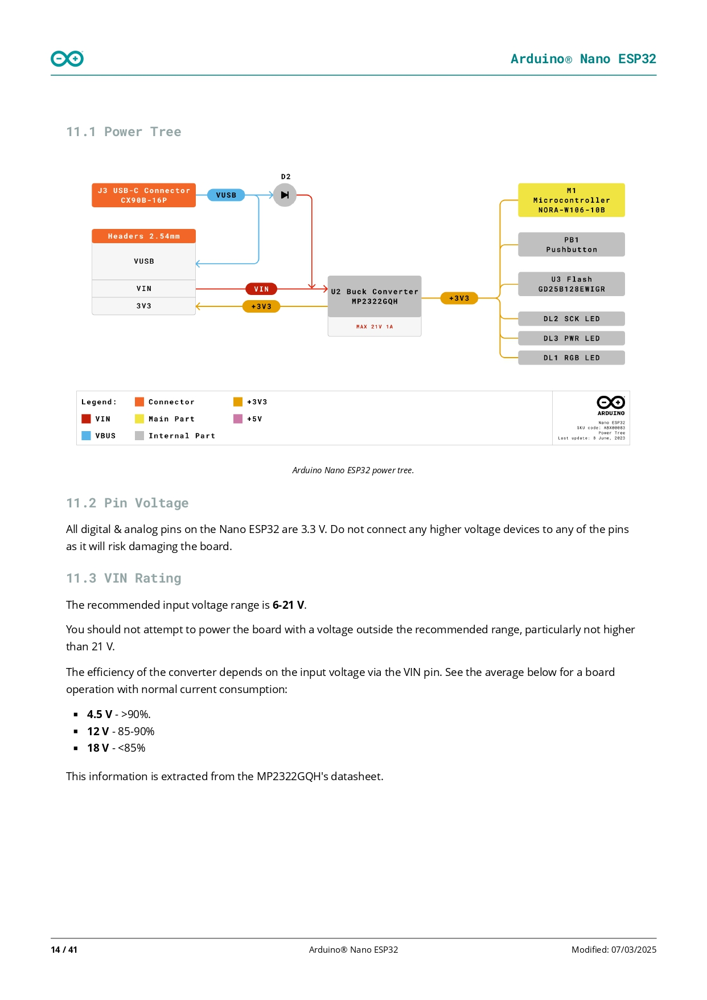 Arduino® Nano ESP32
11.1 Power Tree
D2
J3 USB-C Connector
CX90B-16P
VUSB
M1
Microcontroller
NORA-W106-10B
Headers 2.54mm
VUSB
VIN
3V3
VIN
+3V3
U2 Buck Converter
MP2322GQH
MAX 21V 1A
+3V3
PB1
Pushbutton
U3 Flash
GD25B128EWIGR
DL2 SCK LED
DL3 PWR LED
DL1 RGB LED
Legend:
VIN
VBUS
Connector
Main Part
Internal Part
+3V3
+5V
ARDUINO
Nano ESP32
SKU code: ABX00083
Power Tree
Last update: 8 June, 2023
Arduino Nano ESP32 power tree.
11.2 Pin Voltage
All digital & analog pins on the Nano ESP32 are 3.3 V. Do not connect any higher voltage devices to any of the pins
as it will risk damaging the board.
11.3 VIN Rating
The recommended input voltage range is 6-21 V.
You should not attempt to power the board with a voltage outside the recommended range, particularly not higher
than 21 V.
The efficiency of the converter depends on the input voltage via the VIN pin. See the average below for a board
operation with normal current consumption:
▪ 4.5 V - >90%.
▪ 12 V - 85-90%
▪ 18 V - <85%
This information is extracted from the MP2322GQH's datasheet.
14 / 41
Arduino® Nano ESP32
Modified: 07/03/2025